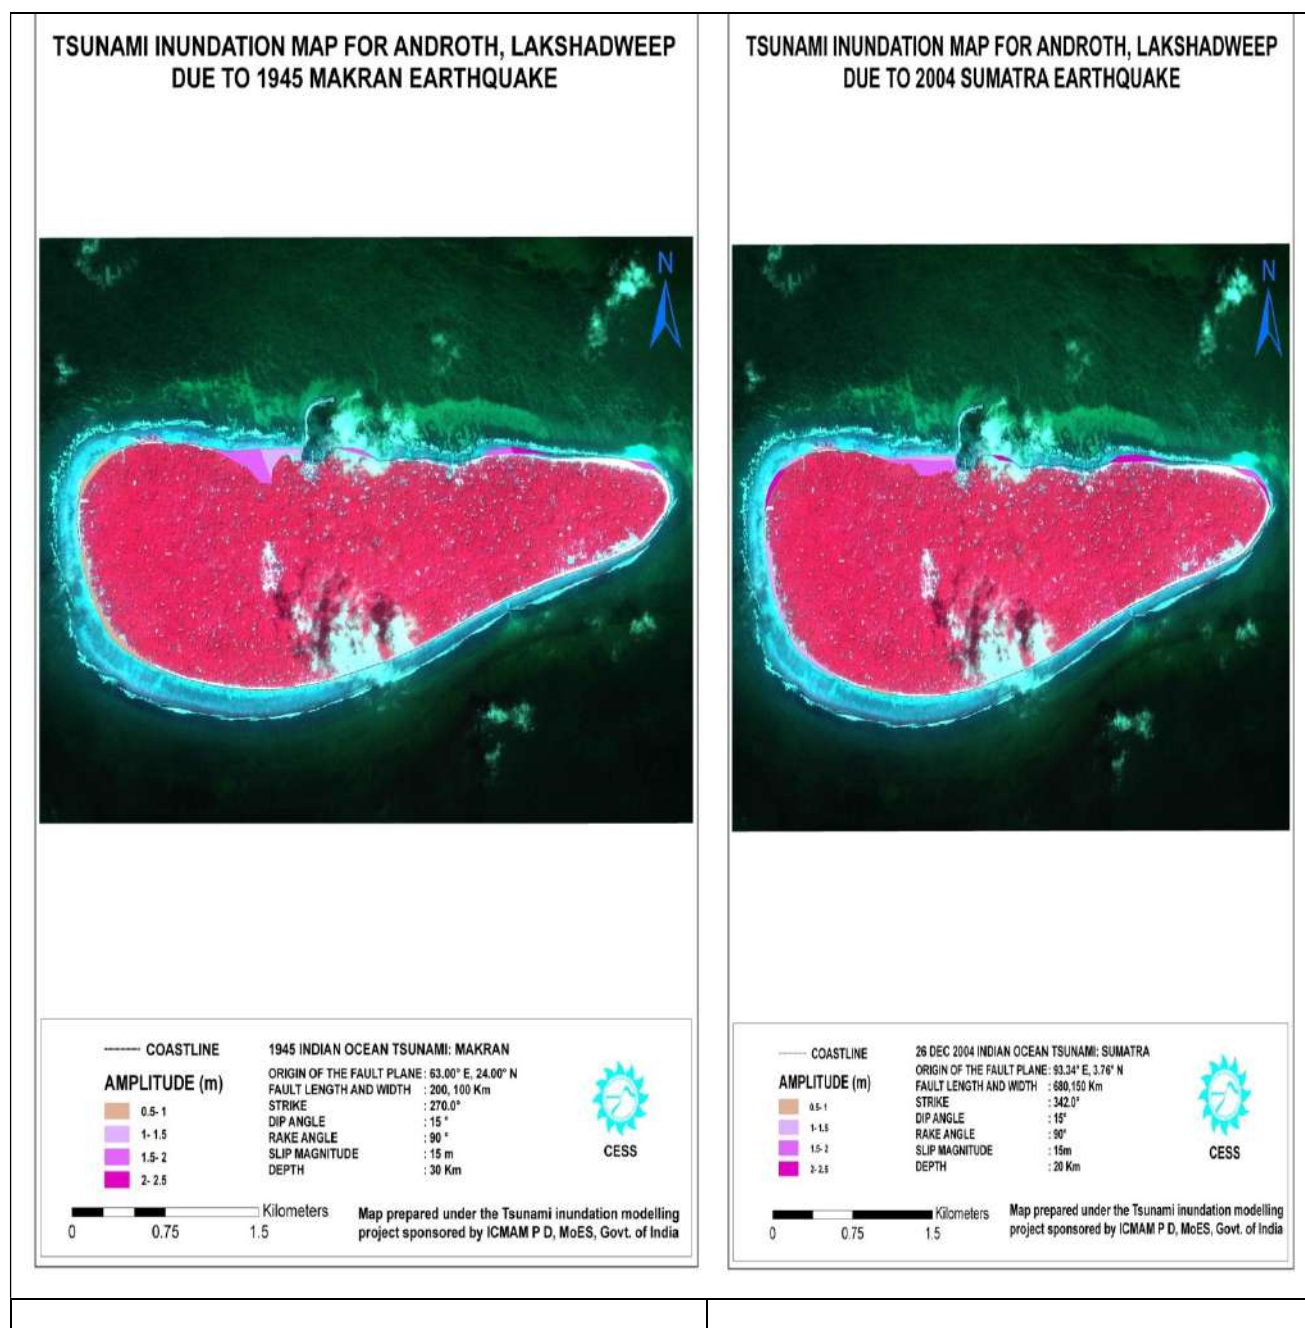 TSUNAMI INUNDATION MAP FOR ANDROTH, LAKSHADWEEP
DUE TO 1945 MAKRAN EARTHQUAKE
N
COASTLINE
AMPLITUDE (m)
0.5- 1
1- 1.5
1.5- 2
2- 2.5
1945 INDIAN OCEAN TSUNAMI: MAKRAN
ORIGIN OF THE FAULT PLANE : 63.00° E, 24.00° N
FAULT LENGTH AND WIDTH : 200, 100 Km
STRIKE : 270.0°
DIP ANGLE : 15 °
RAKE ANGLE : 90 °
SLIP MAGNITUDE : 15 m
DEPTH : 30 Km
CESS
Kilometers
0 0.75 1.5
Map prepared under the Tsunami inundation modelling
project sponsored by ICMAM P D, MoES, Govt. of India
TSUNAMI INUNDATION MAP FOR ANDROTH, LAKSHADWEEP
DUE TO 2004 SUMATRA EARTHQUAKE
N
COASTLINE
AMPLITUDE (m)
0.5- 1
1- 1.5
1.5- 2
2- 2.5
26 DEC 2004 INDIAN OCEAN TSUNAMI: SUMATRA
ORIGIN OF THE FAULT PLANE : 93.34° E, 3.76° N
FAULT LENGTH AND WIDTH : 680,150 Km
STRIKE : 342.0°
DIP ANGLE : 15°
RAKE ANGLE : 90°
SLIP MAGNITUDE : 15m
DEPTH : 20 Km
CESS
Kilometers
0 0.75 1.5
Map prepared under the Tsunami inundation modelling
project sponsored by ICMAM P D, MoES, Govt. of India